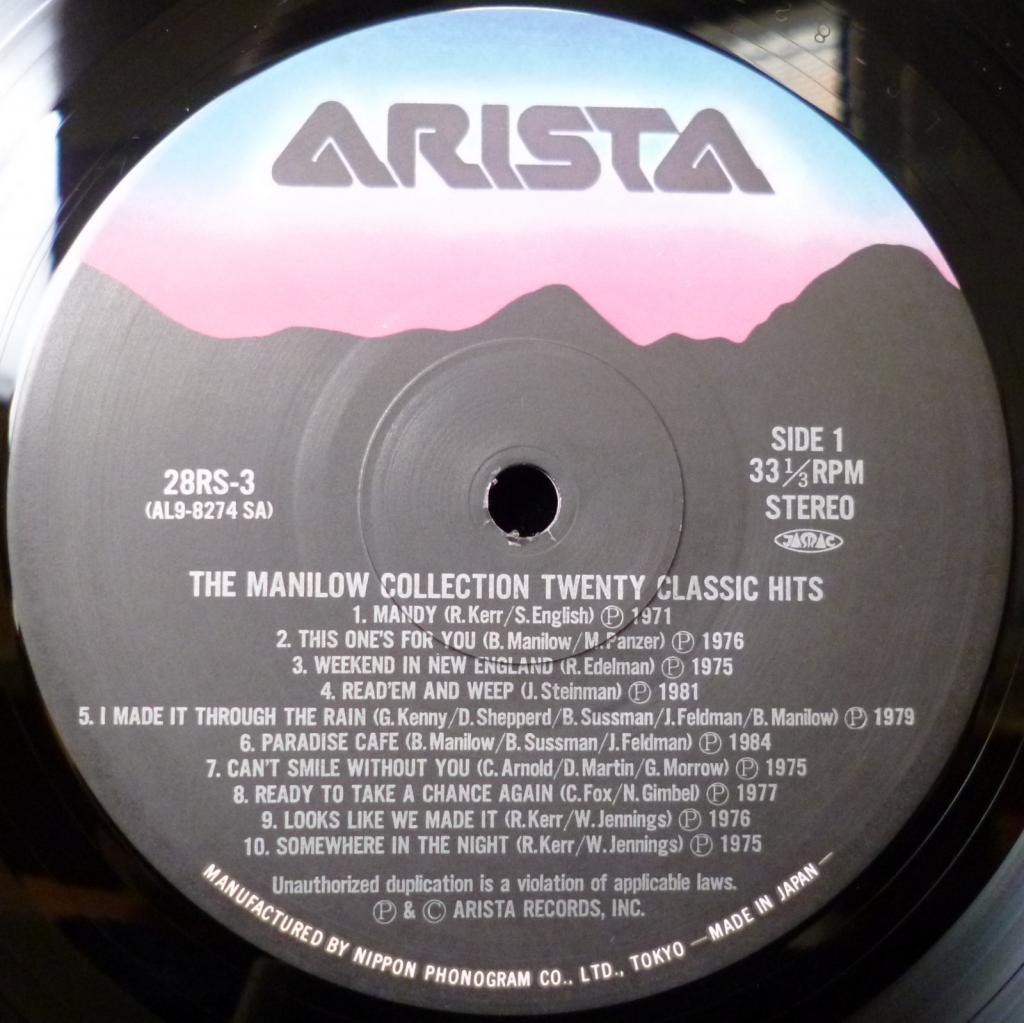 ARISTA
28RS-3
(AL9-8274 SA)
SIDE 1
33 1/3 RPM
STEREO
JASRAC
THE MANILOW COLLECTION TWENTY CLASSIC HITS
1. MANDY (R. Kerr/S. English) Ⓟ 1971
2. THIS ONE'S FOR YOU (B. Manilow/M. Panzer) Ⓟ 1976
3. WEEKEND IN NEW ENGLAND (R. Edelman) Ⓟ 1975
4. READ'EM AND WEEP (J. Steinman) Ⓟ 1981
5. I MADE IT THROUGH THE RAIN (G. Kenny/D. Shepperd/B. Sussman/J. Feldman/B. Manilow) Ⓟ 1979
6. PARADISE CAFE (B. Manilow/B. Sussman/J. Feldman) Ⓟ 1984
7. CAN'T SMILE WITHOUT YOU (C. Arnold/D. Martin/G. Morrow) Ⓟ 1975
8. READY TO TAKE A CHANCE AGAIN (C. Fox/N. Gimbel) Ⓟ 1977
9. LOOKS LIKE WE MADE IT (R. Kerr/W. Jennings) Ⓟ 1976
10. SOMEWHERE IN THE NIGHT (R. Kerr/W. Jennings) Ⓟ 1975
Unauthorized duplication is a violation of applicable laws.
Ⓟ & © ARISTA RECORDS, INC.
MANUFACTURED BY NIPPON PHONOGRAM CO., LTD., TOKYO — MADE IN JAPAN —